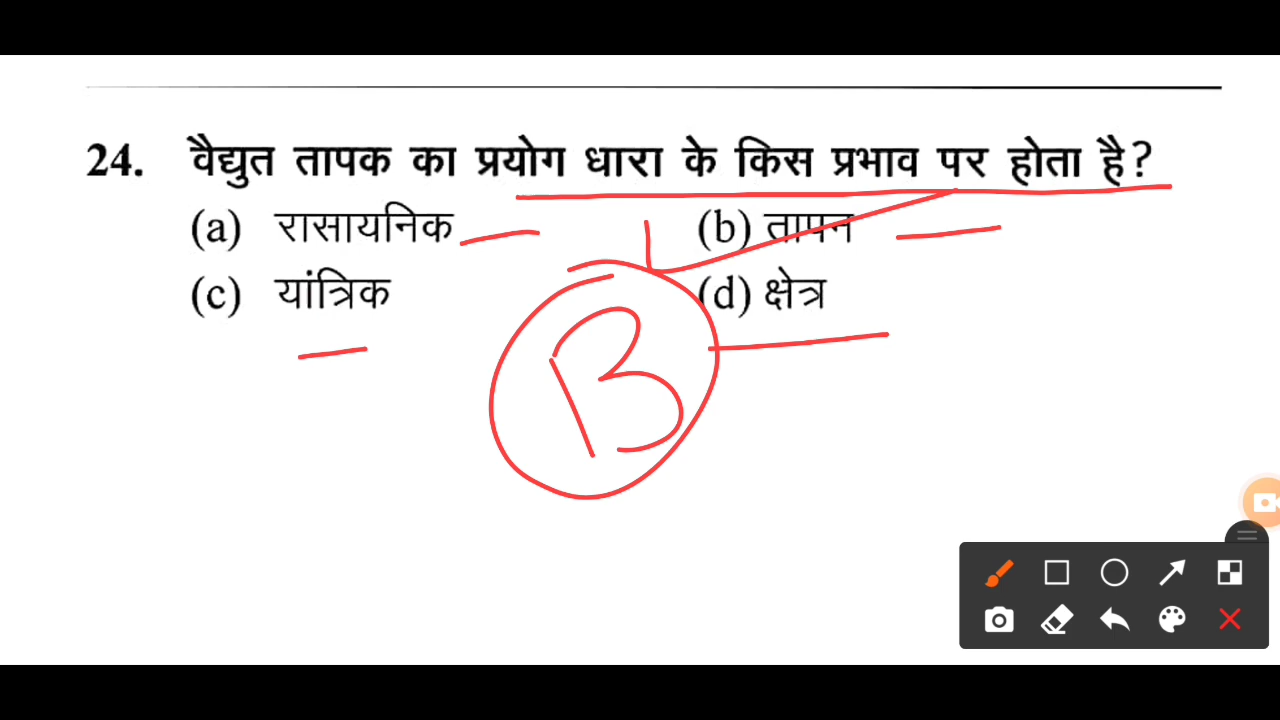 24. वैद्युत तापक का प्रयोग धारा के किस प्रभाव पर होता है?
(a) रासायनिक (b) तापन
(c) यांत्रिक (d) क्षेत्र
B